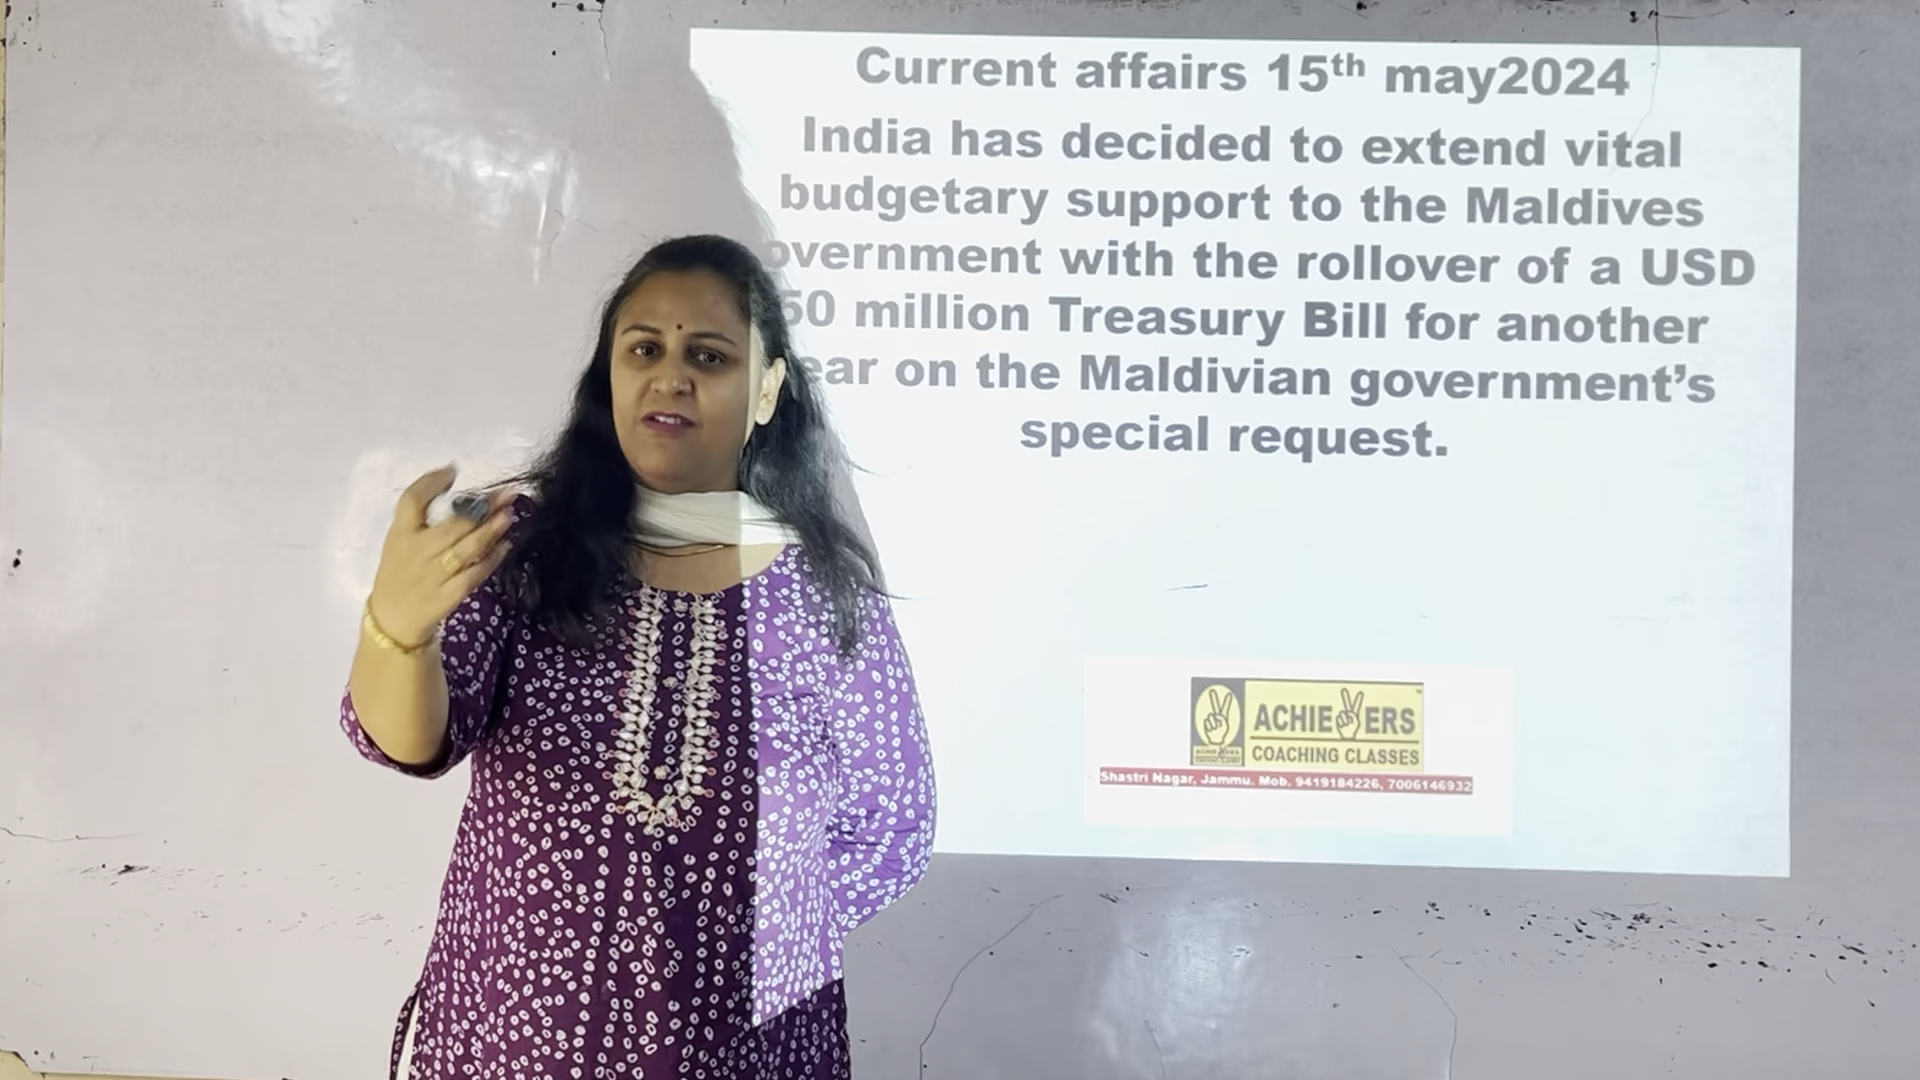 Current affairs 15th may2024
India has decided to extend vital
budgetary support to the Maldives
overnment with the rollover of a USD
50 million Treasury Bill for another
ear on the Maldivian government’s
special request.
ACHIEVERS
COACHING CLASSES
Shastri Nagar, Jammu. Mob. 9419184226, 7006146932